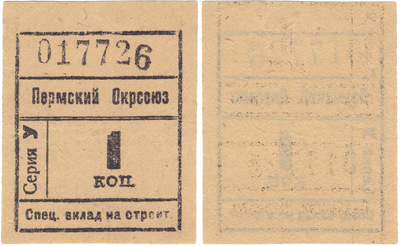 017726
Пермский Окрсоюз
Серия У
1
коп.
Спец. вклад на строит.